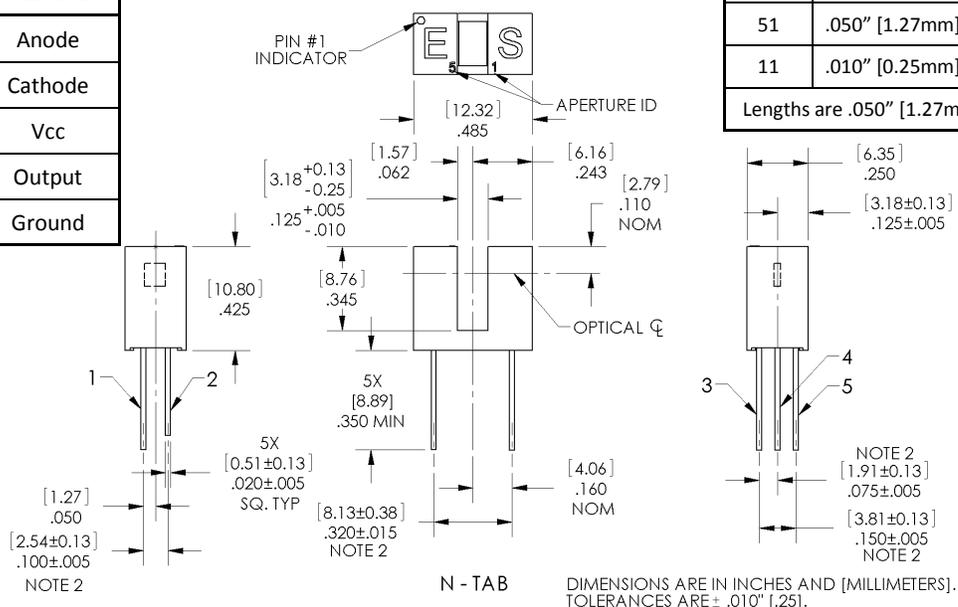 Anode
Cathode
Vcc
Output
Ground
51 .050” [1.27mm]
11 .010” [0.25mm]
Lengths are .050” [1.27m
PIN #1
INDICATOR
E S
5 1
APERTURE ID
[12.32]
.485
[1.57]
.062
[6.16]
.243
[3.18 +0.13 -0.25]
.125 +.005 -.010
[2.79]
.110
NOM
[6.35]
.250
[3.18±0.13]
.125±.005
[10.80]
.425
[8.76]
.345
OPTICAL ℄
1
2
5X
[8.89]
.350 MIN
3
4
5
5X
[0.51±0.13]
.020±.005
SQ. TYP
[1.27]
.050
[2.54±0.13]
.100±.005
NOTE 2
[4.06]
.160
NOM
[8.13±0.38]
.320±.015
NOTE 2
NOTE 2
[1.91±0.13]
.075±.005
[3.81±0.13]
.150±.005
NOTE 2
N - TAB
DIMENSIONS ARE IN INCHES AND [MILLIMETERS].
TOLERANCES ARE ± .010" [.25].